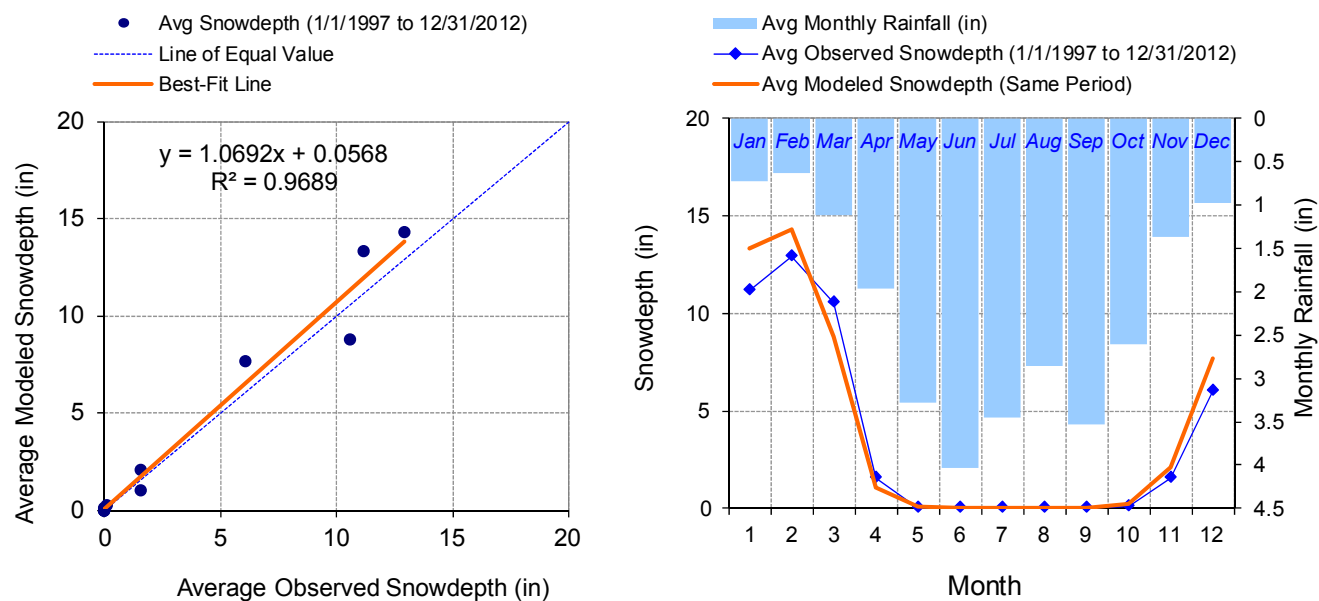 Avg Snowdepth (1/1/1997 to 12/31/2012)
Line of Equal Value
Best-Fit Line
y = 1.0692x + 0.0568
R² = 0.9689
20
15
10
5
0
0
5
10
15
20
Average Modeled Snowdepth (in)
Average Observed Snowdepth (in)
Avg Monthly Rainfall (in)
Avg Observed Snowdepth (1/1/1997 to 12/31/2012)
Avg Modeled Snowdepth (Same Period)
Jan Feb Mar Apr May Jun Jul Aug Sep Oct Nov Dec
20
15
10
5
0
Snowdepth (in)
0
0.5
1
1.5
2
2.5
3
3.5
4
4.5
Monthly Rainfall (in)
1 2 3 4 5 6 7 8 9 10 11 12
Month